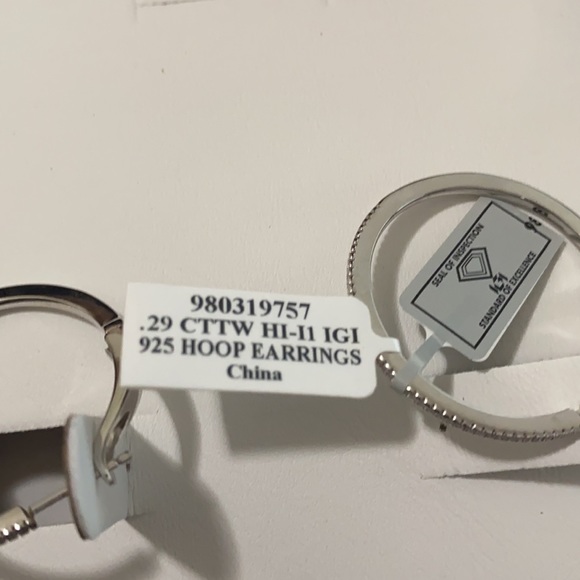 980319757
.29 CTTW HI-I1 IGI
925 HOOP EARRINGS
China
SEAL OF INSPECTION
STANDARD OF EXCELLENCE